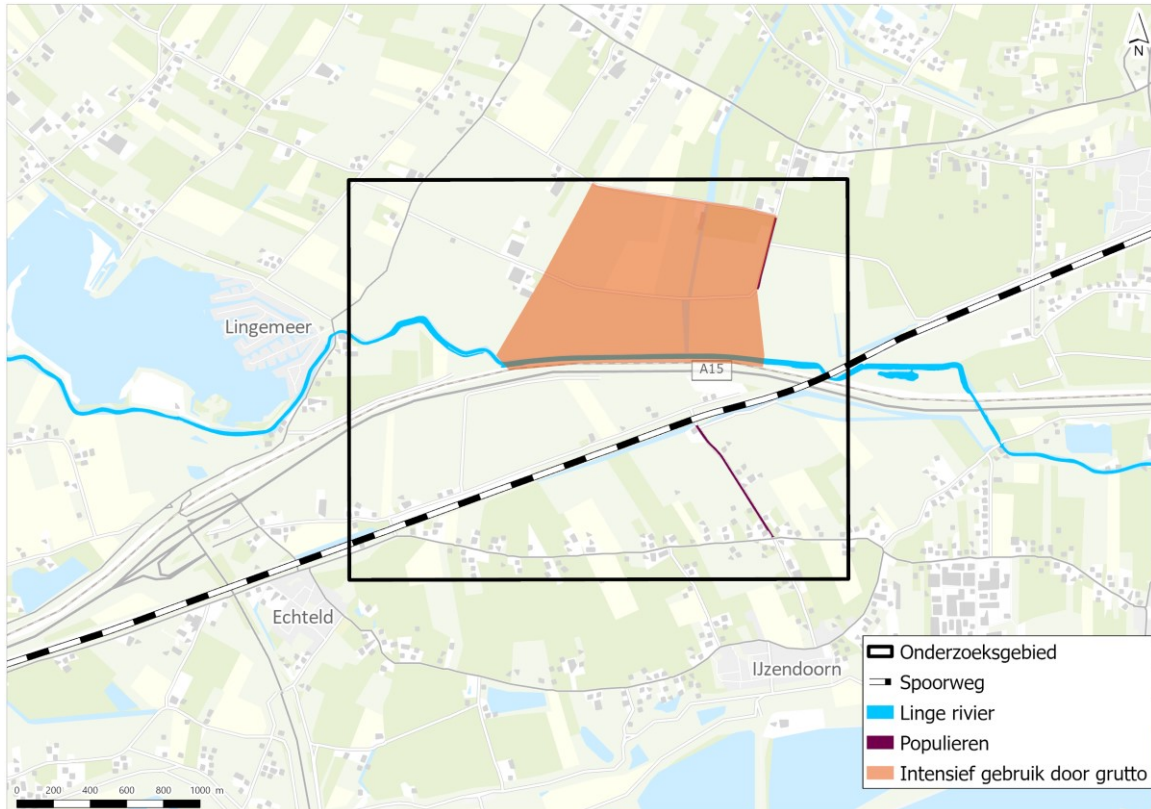 N
Lingemeer
A15
Echteld
IJzendoorn
Onderzoeksgebied
Spoorweg
Linge rivier
Populieren
Intensief gebruik door grutto
0 200 400 600 800 1000 m